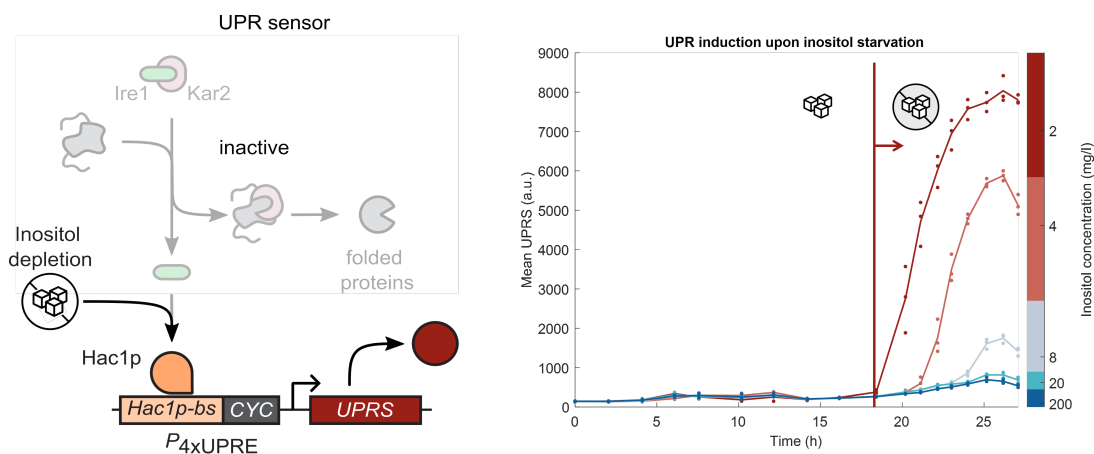 UPR sensor
Ire1
Kar2
inactive
Inositol
depletion
folded
proteins
Hac1p
Hac1p-bs
CYC
UPRS
P4xUPRE
UPR induction upon inositol starvation
Mean UPRS (a.u.)
9000
8000
7000
6000
5000
4000
3000
2000
1000
0
0
5
10
15
20
25
Time (h)
2
4
8
20
200
Inositol concentration (mg/l)